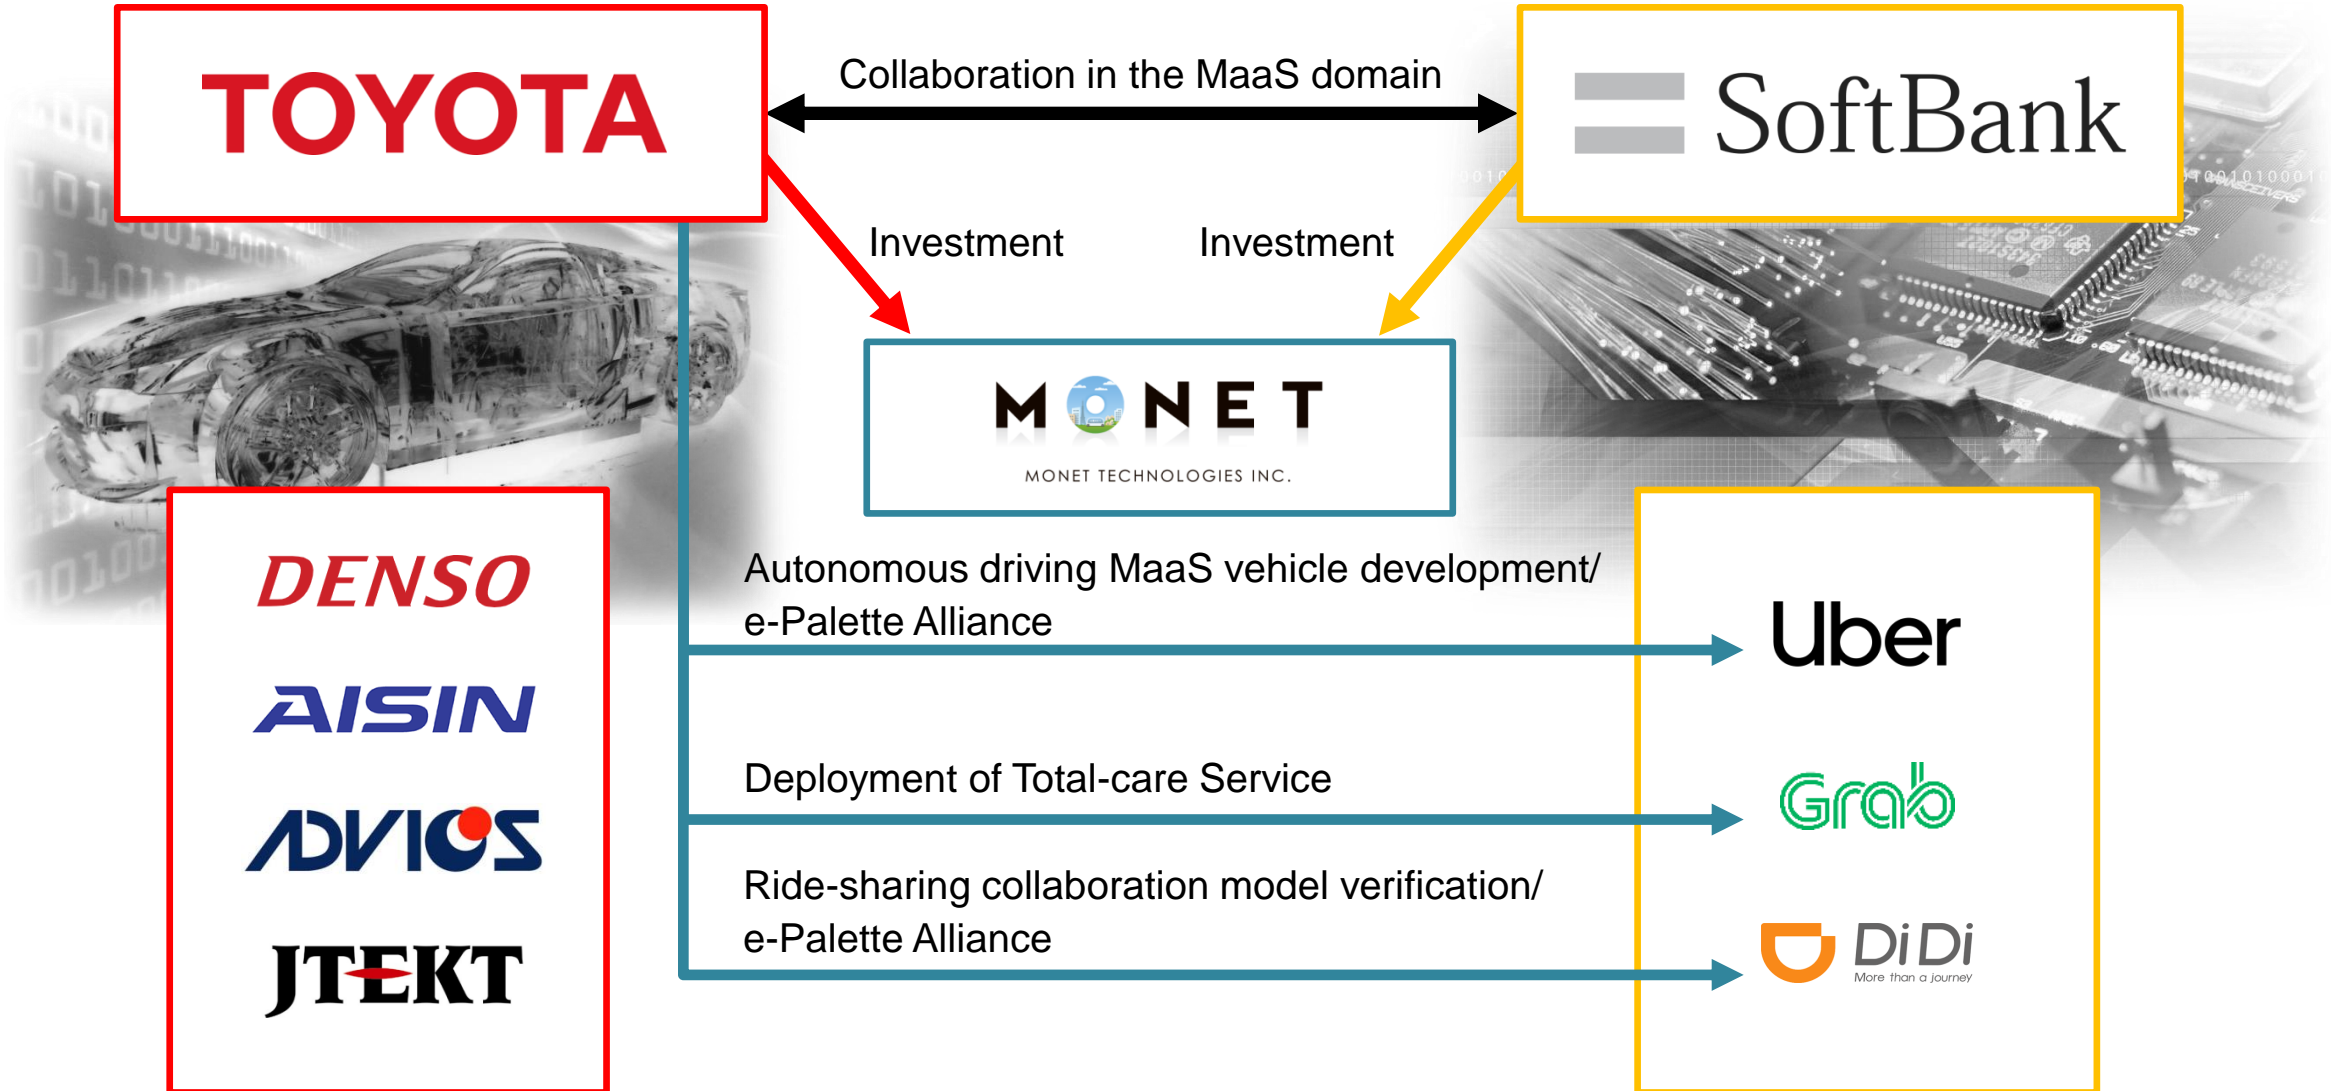 TOYOTA
Collaboration in the MaaS domain
SoftBank
Investment
Investment
MONET
MONET TECHNOLOGIES INC.
DENSO
AISIN
ADVICS
JTEKT
Autonomous driving MaaS vehicle development/
e-Palette Alliance
Deployment of Total-care Service
Ride-sharing collaboration model verification/
e-Palette Alliance
Uber
Grab
DiDi
More than a journey